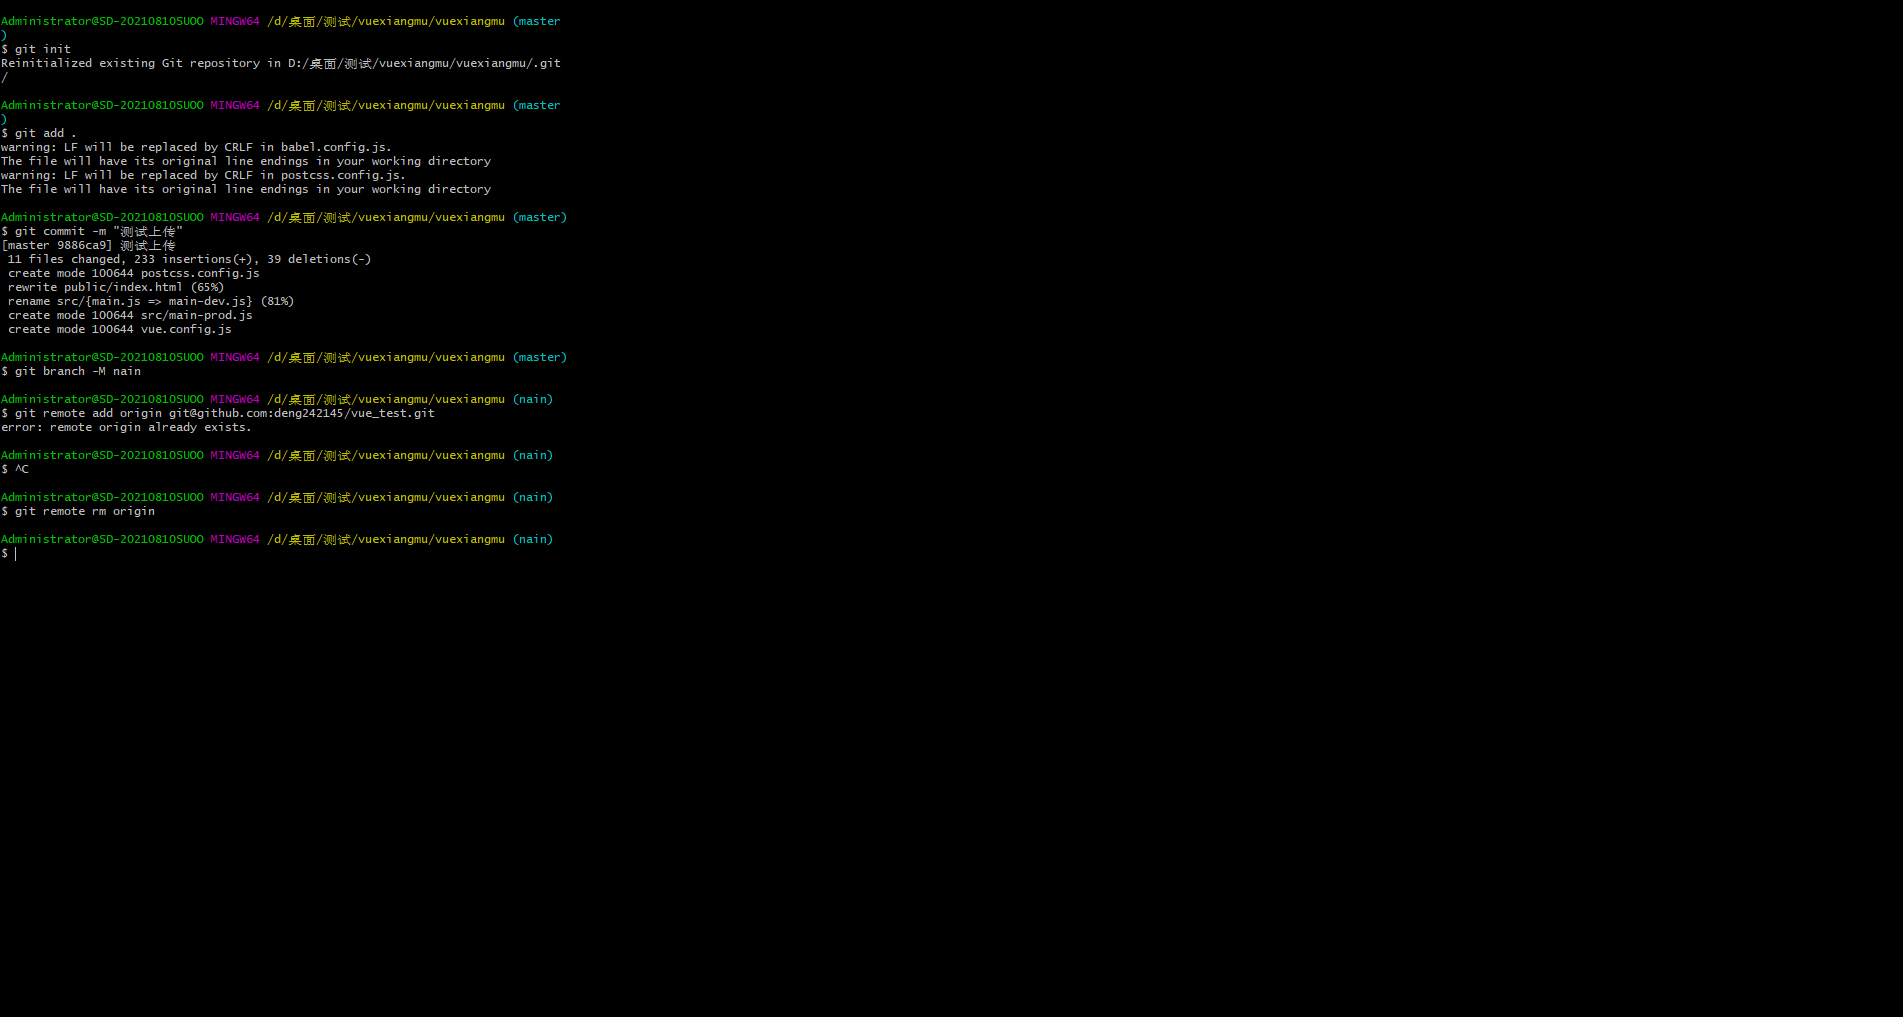 Administrator@SD-20210810SUOO MINGW64 /d/桌面/测试/vuexiangmu/vuexiangmu (master
)
$ git init
Reinitialized existing Git repository in D:/桌面/测试/vuexiangmu/vuexiangmu/.git
/
Administrator@SD-20210810SUOO MINGW64 /d/桌面/测试/vuexiangmu/vuexiangmu (master
)
$ git add .
warning: LF will be replaced by CRLF in babel.config.js.
The file will have its original line endings in your working directory
warning: LF will be replaced by CRLF in postcss.config.js.
The file will have its original line endings in your working directory
Administrator@SD-20210810SUOO MINGW64 /d/桌面/测试/vuexiangmu/vuexiangmu (master)
$ git commit -m "测试上传"
[master 9886ca9] 测试上传
 11 files changed, 233 insertions(+), 39 deletions(-)
 create mode 100644 postcss.config.js
 rewrite public/index.html (65%)
 rename src/{main.js => main-dev.js} (81%)
 create mode 100644 src/main-prod.js
 create mode 100644 vue.config.js
Administrator@SD-20210810SUOO MINGW64 /d/桌面/测试/vuexiangmu/vuexiangmu (master)
$ git branch -M nain
Administrator@SD-20210810SUOO MINGW64 /d/桌面/测试/vuexiangmu/vuexiangmu (nain)
$ git remote add origin git@github.com:deng242145/vue_test.git
error: remote origin already exists.
Administrator@SD-20210810SUOO MINGW64 /d/桌面/测试/vuexiangmu/vuexiangmu (nain)
$ ^C
Administrator@SD-20210810SUOO MINGW64 /d/桌面/测试/vuexiangmu/vuexiangmu (nain)
$ git remote rm origin
Administrator@SD-20210810SUOO MINGW64 /d/桌面/测试/vuexiangmu/vuexiangmu (nain)
$